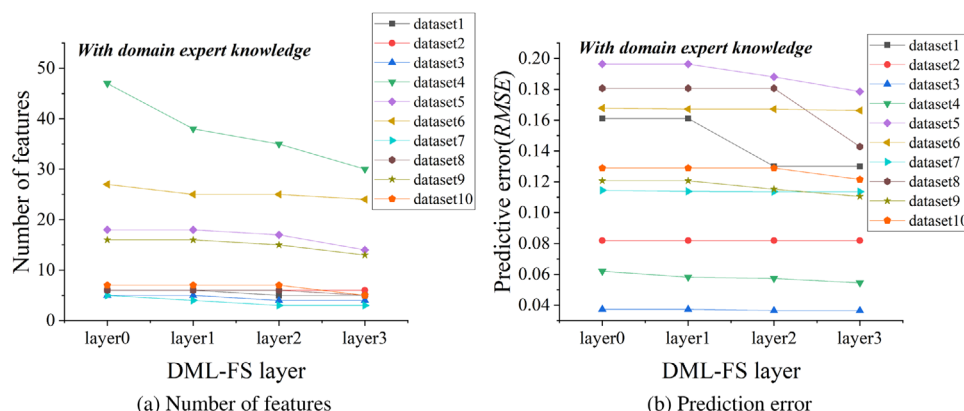 With domain expert knowledge
Number of features
50
40
30
20
10
0
layer0 layer1 layer2 layer3
DML-FS layer
dataset1
dataset2
dataset3
dataset4
dataset5
dataset6
dataset7
dataset8
dataset9
dataset10
(a) Number of features
With domain expert knowledge
Predictive error(RMSE)
0.20
0.18
0.16
0.14
0.12
0.10
0.08
0.06
0.04
layer0 layer1 layer2 layer3
DML-FS layer
dataset1
dataset2
dataset3
dataset4
dataset5
dataset6
dataset7
dataset8
dataset9
dataset10
(b) Prediction error